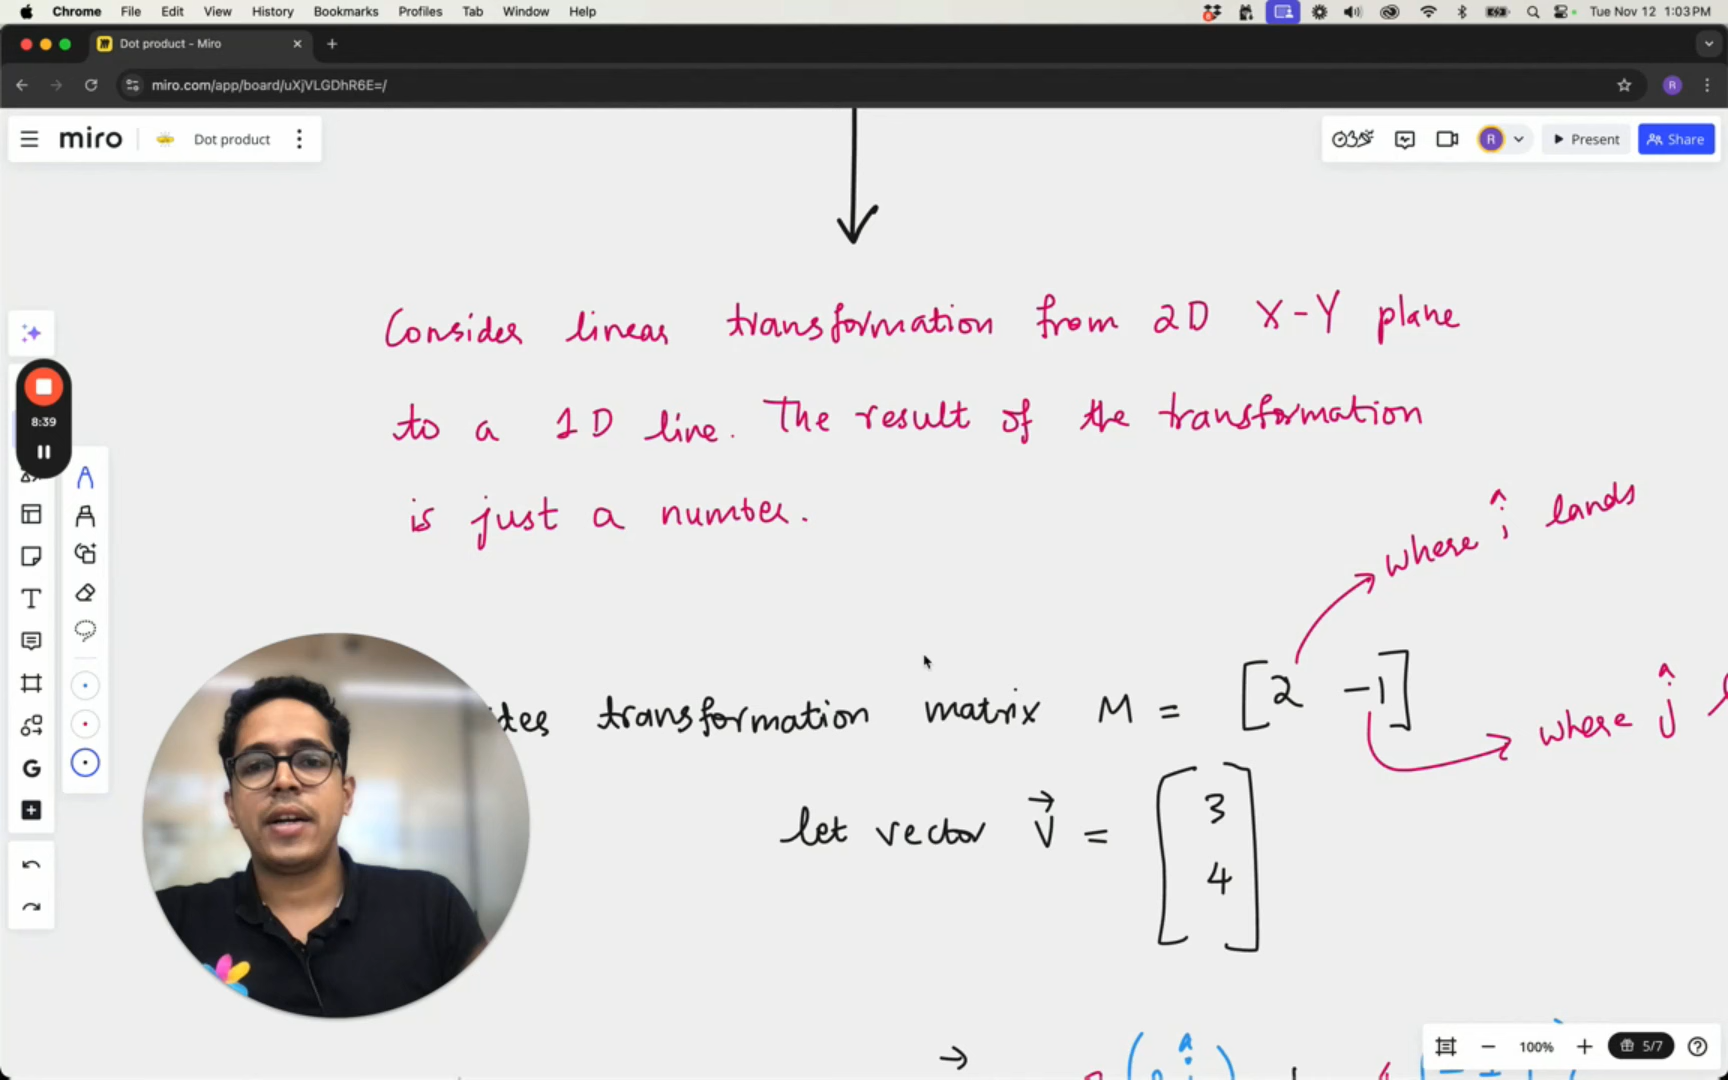 Chrome File Edit View History Bookmarks Profiles Tab Window Help Tue Nov 12 1:03 PM
Dot product - Miro
miro.com/app/board/uXjVLGDhR6E=/ R
miro Dot product R Present Share
Consider linear transformation from 2D X-Y plane
to a 1D line. The result of the transformation
is just a number.
8:39
where î lands
transformation matrix M = [2 -1]
where ĵ
let vector v⃗ = [3
4]
100% 5/7